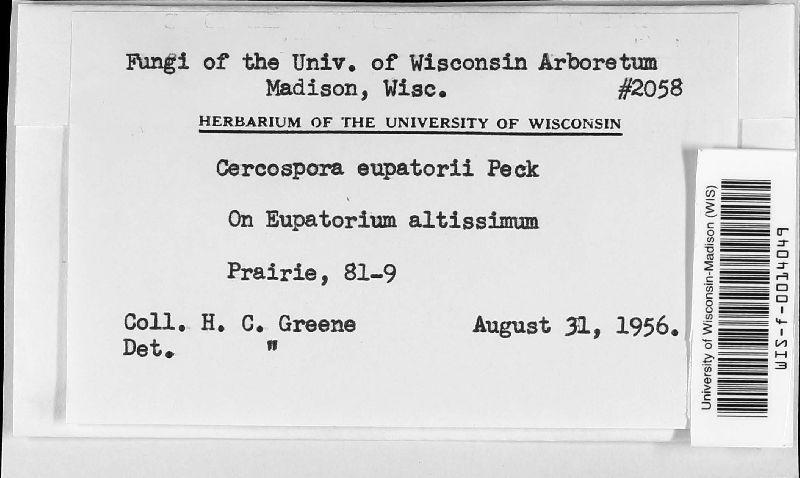 Fungi of the Univ. of Wisconsin Arboretum
Madison, Wisc. #2058
HERBARIUM OF THE UNIVERSITY OF WISCONSIN
Cercospora eupatorii Peck
On Eupatorium altissimum
Prairie, 81-9
Coll. H. C. Greene August 31, 1956.
Det. "
University of Wisconsin-Madison (WIS)
WIS-f-0010409